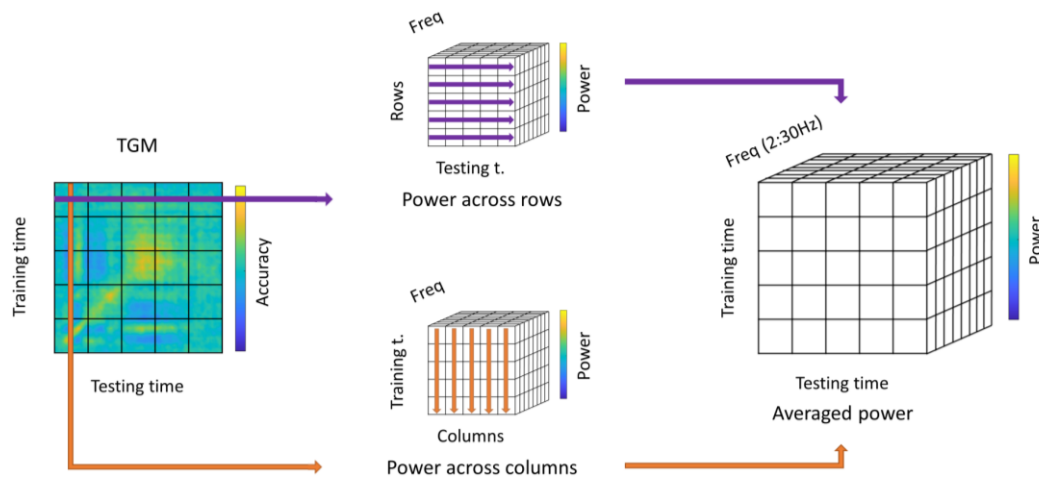 TGM
Training time
Accuracy
Testing time
Freq
Rows
Power
Testing t.
Power across rows
Freq
Training t.
Power
Columns
Power across columns
Freq (2:30Hz)
Training time
Power
Testing time
Averaged power